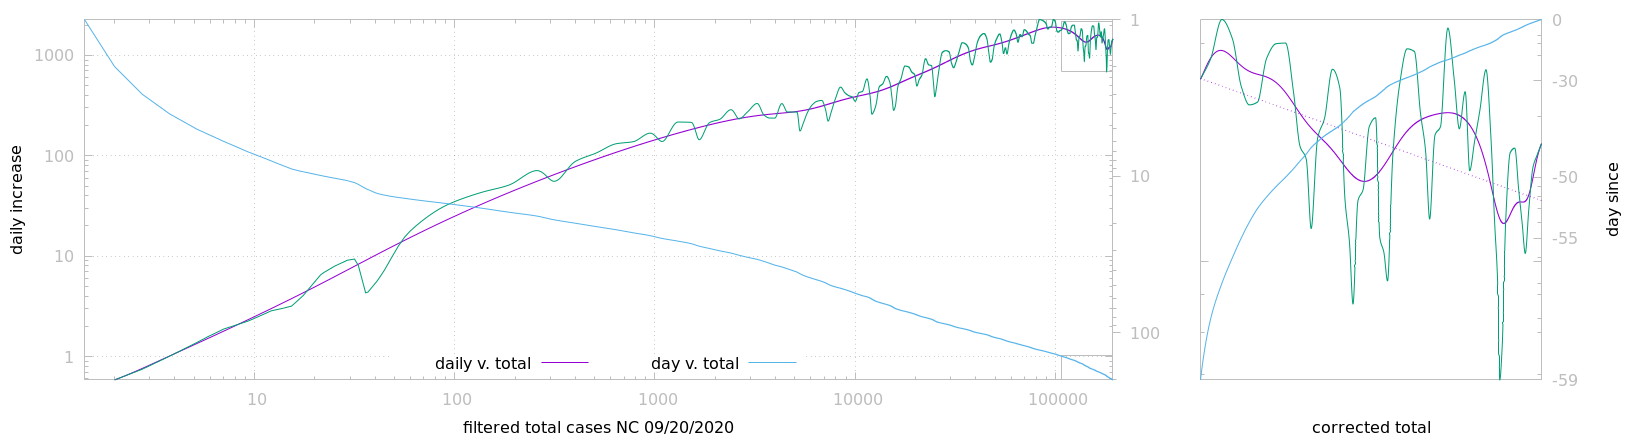 1000
100
10
1
daily increase
10
100
1000
10000
100000
filtered total cases NC 09/20/2020
daily v. total
day v. total
1
10
100
0
-30
-50
-55
-59
day since
corrected total